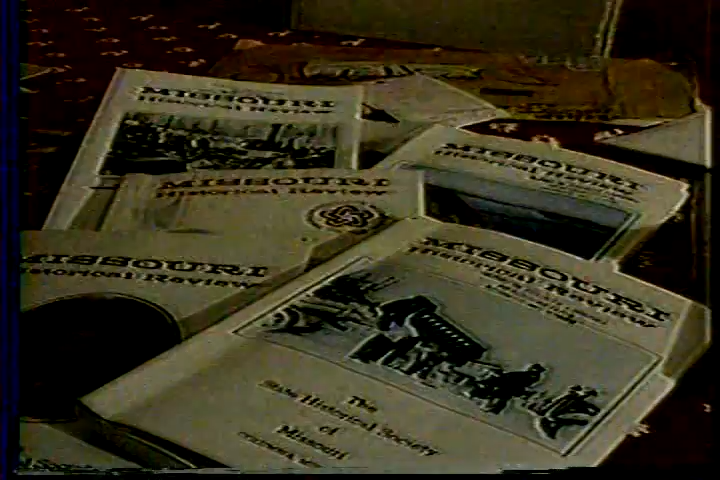 MISSOURI
Historical Review
MISSOURI
Historical Review
MISSOURI
Historical Review
MISSOURI
Historical Review
MISSOURI
Historical Review
The
State Historical Society
of
Missouri